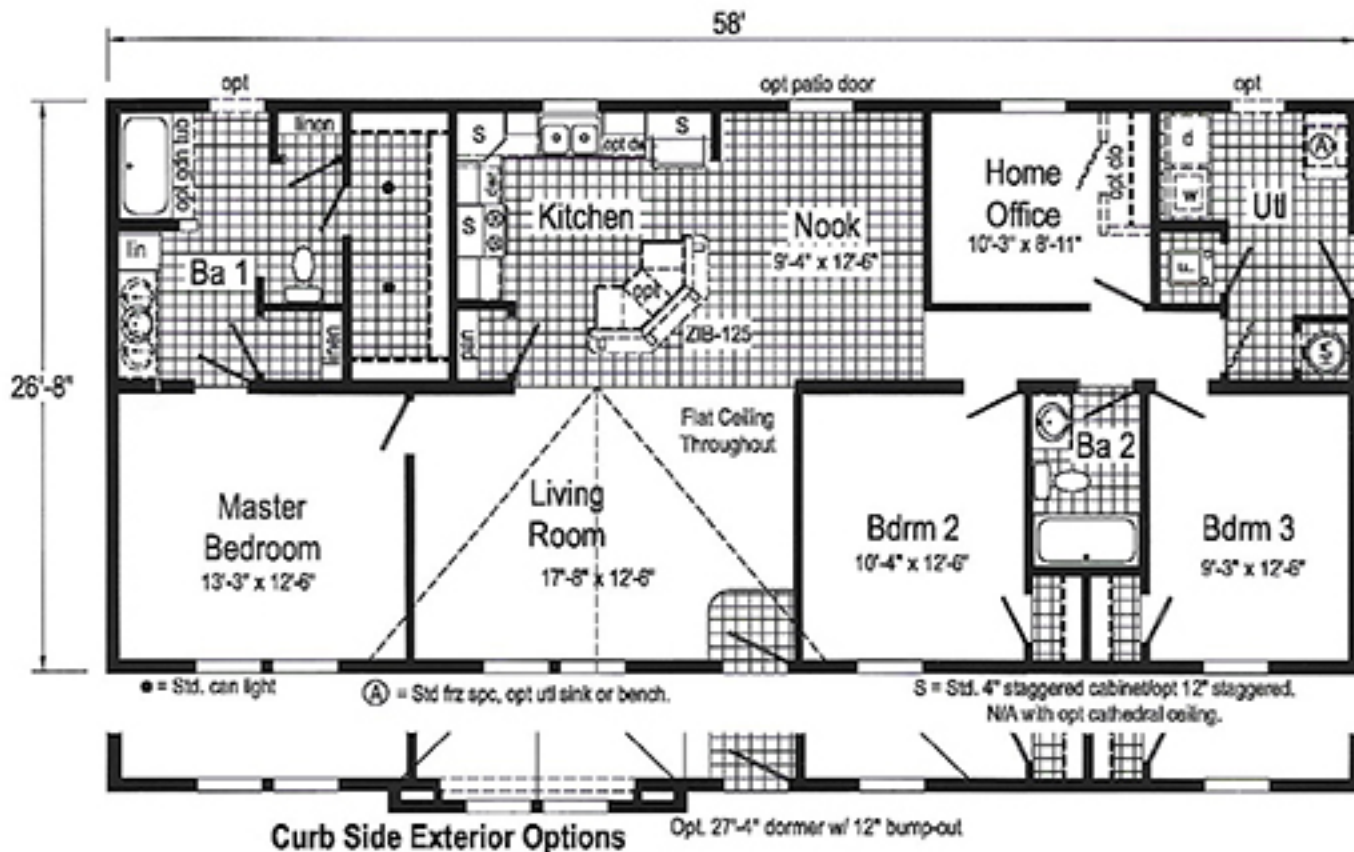 58'
opt
opt patio door
opt
linen
opt gdn tub
S
opt dw
S
Home
Office
10'-3" x 8'-11"
opt clo
d
w
A
Utl
Kitchen
Nook
9'-4" x 12'-6"
S
lin
Ba 1
opt
ZIB-125
linen
pan
26'-8"
Flat Ceiling
Throughout
Ba 2
Master
Bedroom
13'-3" x 12'-6"
Living
Room
17'-8" x 12'-6"
Bdrm 2
10'-4" x 12'-6"
Bdrm 3
9'-3" x 12'-6"
● = Std. can light
Ⓐ = Std frz spc, opt utl sink or bench.
S = Std. 4" staggered cabinet/opt 12" staggered.
N/A with opt cathedral ceiling.
Curb Side Exterior Options
Opt. 27'-4" dormer w/ 12" bump-out